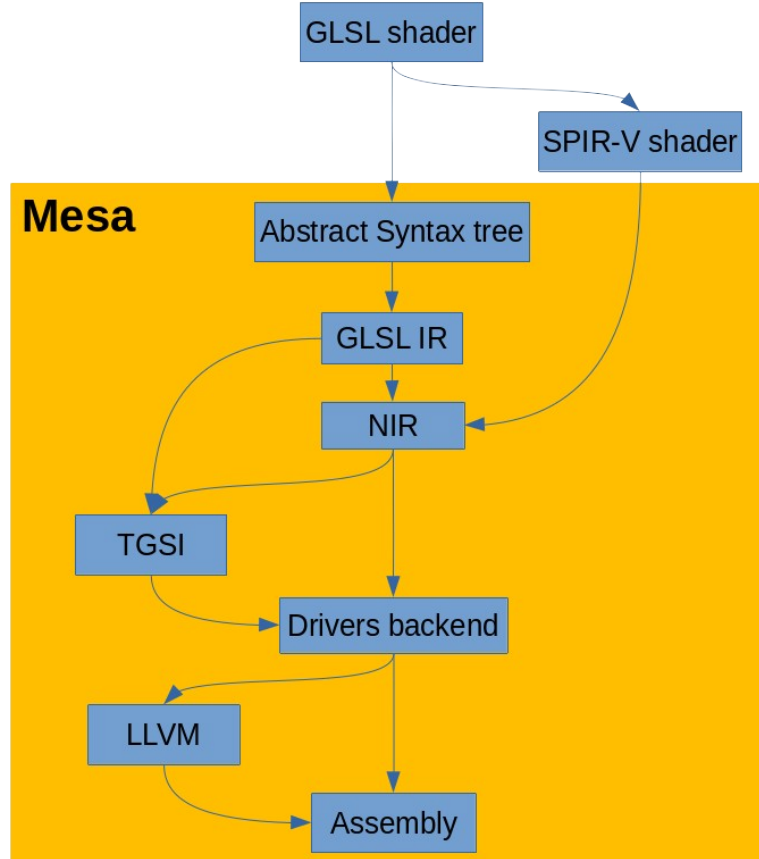 GLSL shader
SPIR-V shader
Mesa
Abstract Syntax tree
GLSL IR
NIR
TGSI
Drivers backend
LLVM
Assembly